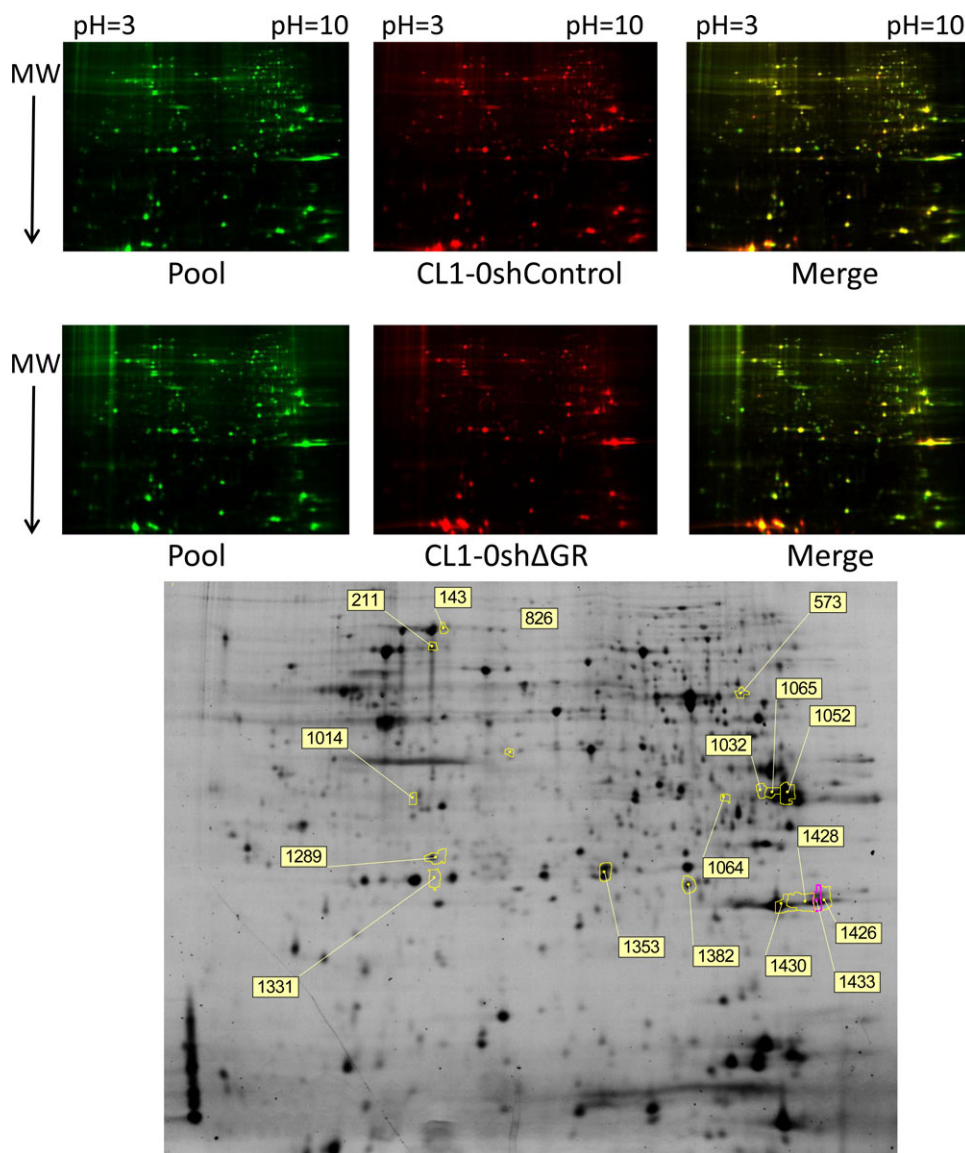 pH=3 pH=10 pH=3 pH=10 pH=3 pH=10
MW
Pool CL1-0shControl Merge
MW
Pool CL1-0shΔGR Merge
211 143 826 573
1065
1052
1014 1032
1428
1289 1064
1353 1382 1426
1331 1430 1433